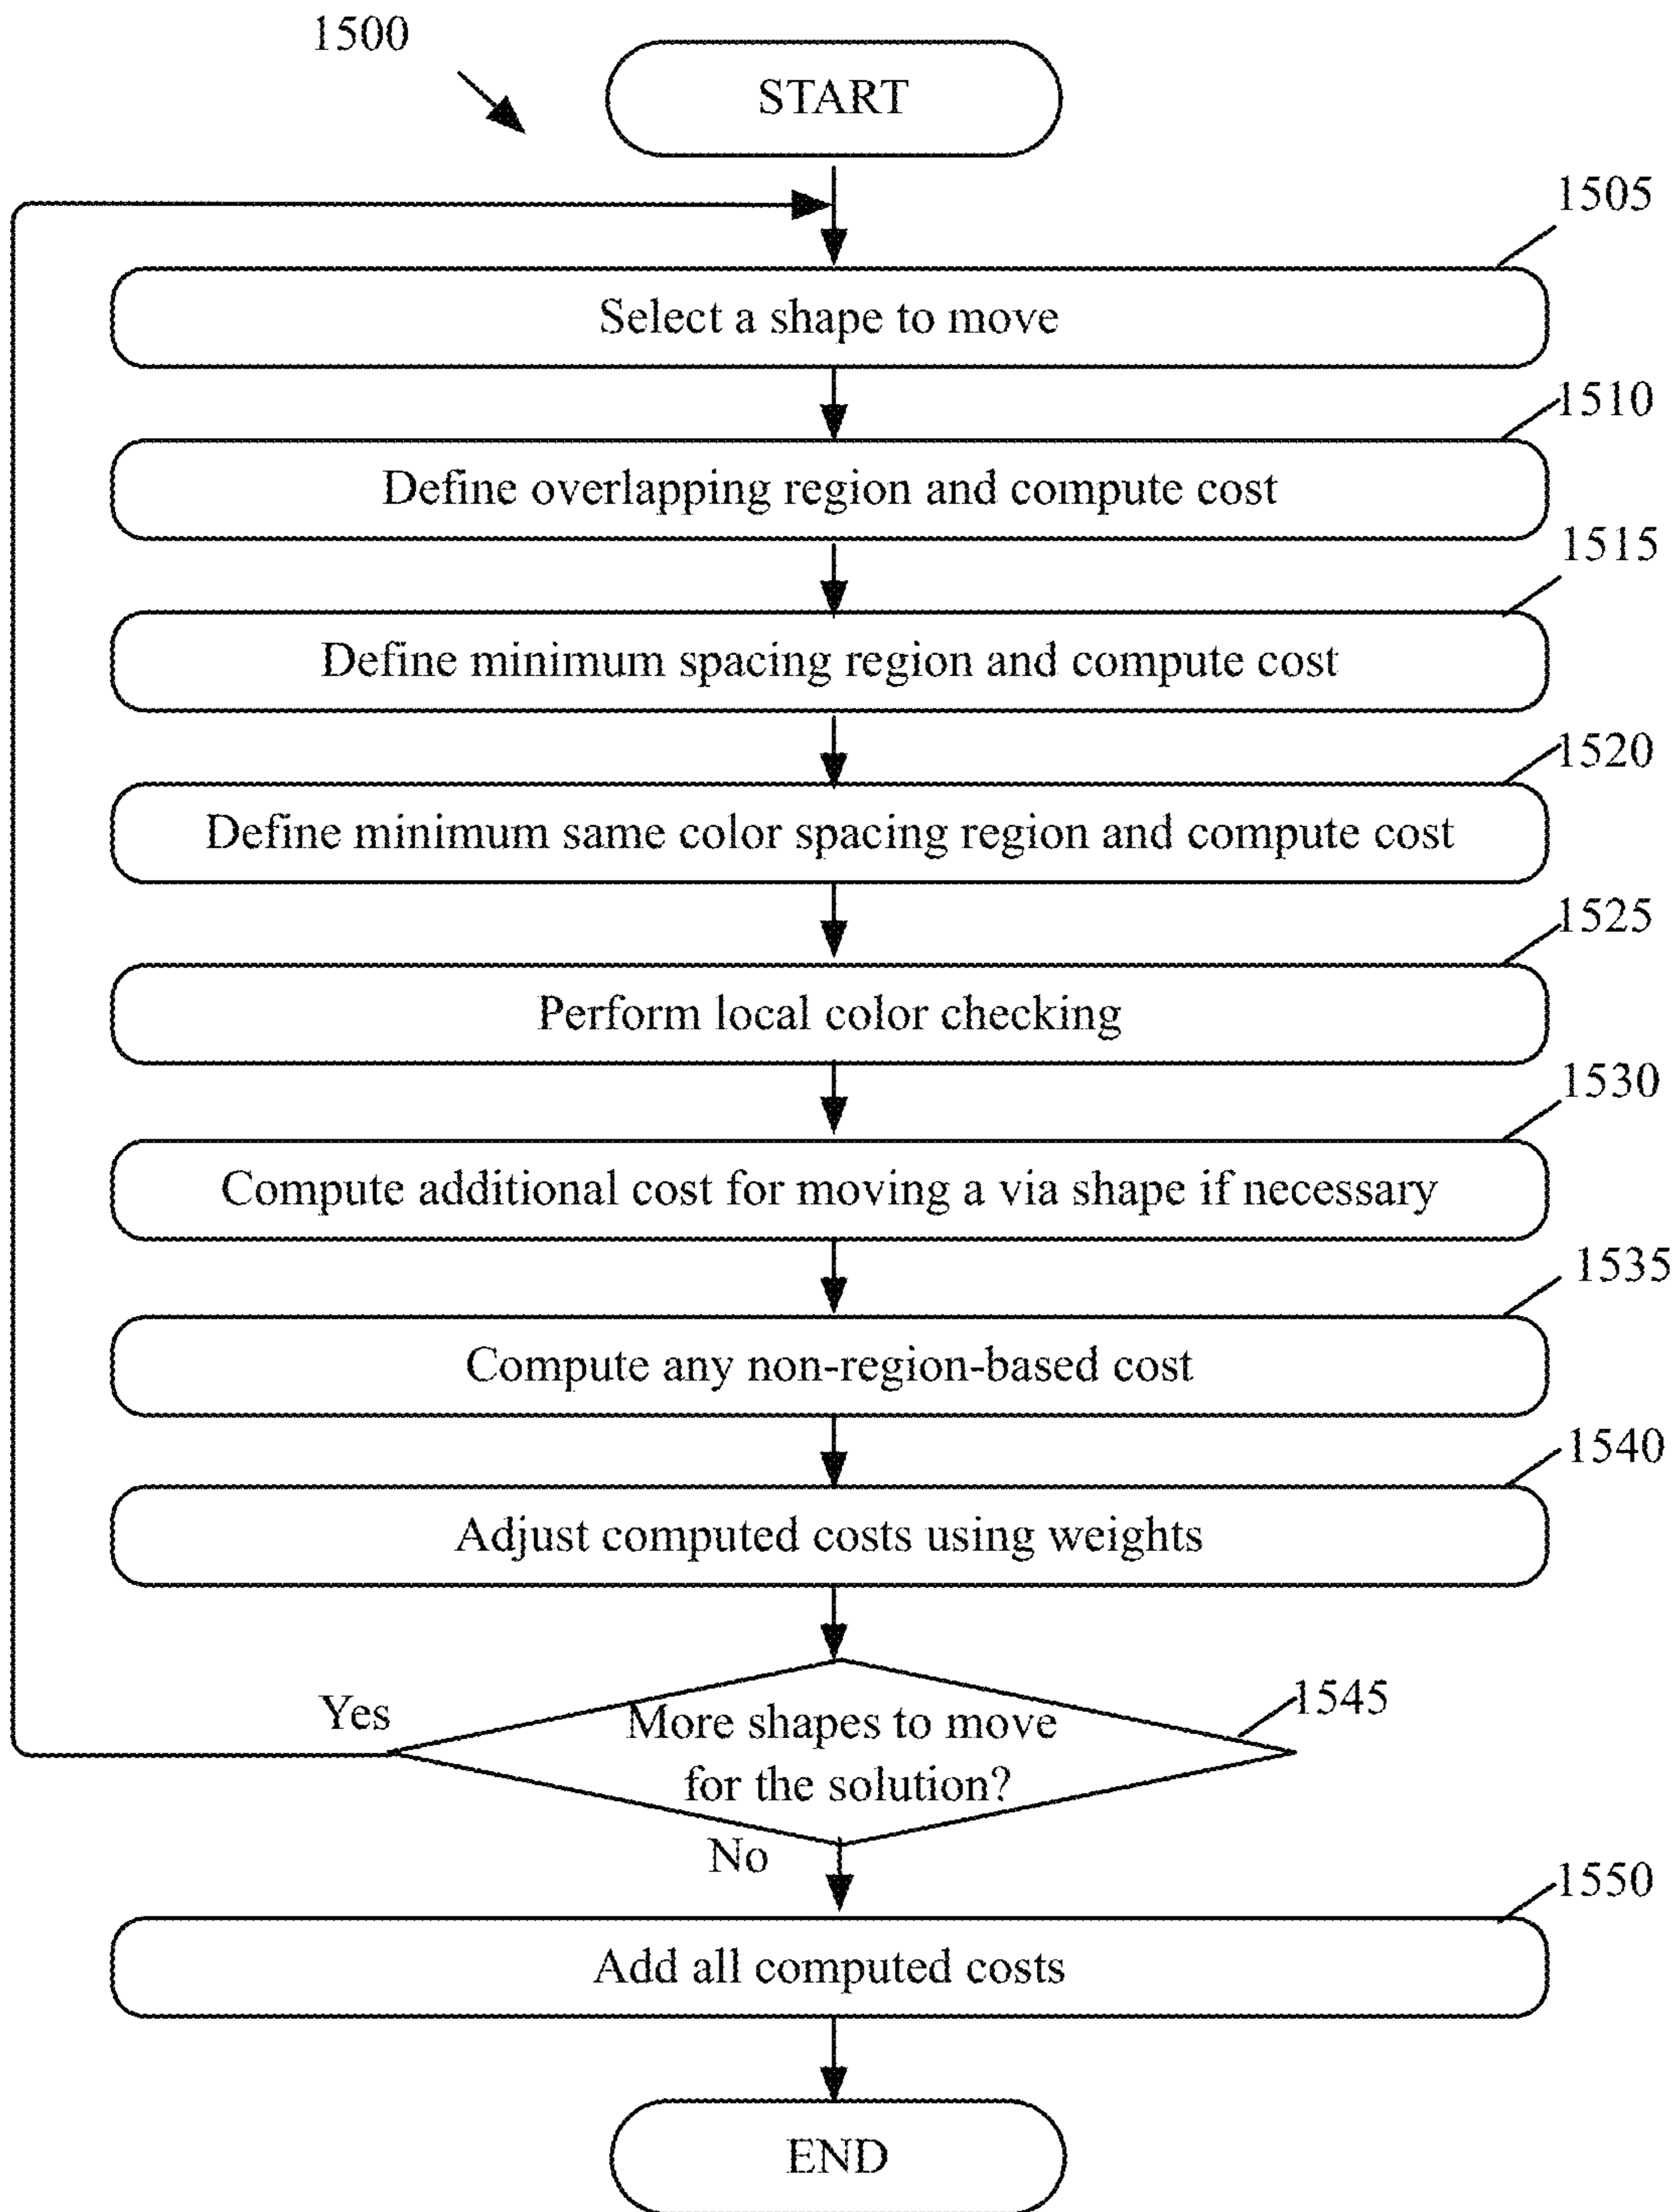 1500
START
1505
Select a shape to move
1510
Define overlapping region and compute cost
1515
Define minimum spacing region and compute cost
1520
Define minimum same color spacing region and compute cost
1525
Perform local color checking
1530
Compute additional cost for moving a via shape if necessary
1535
Compute any non-region-based cost
1540
Adjust computed costs using weights
1545
Yes
More shapes to move
for the solution?
No
1550
Add all computed costs
END